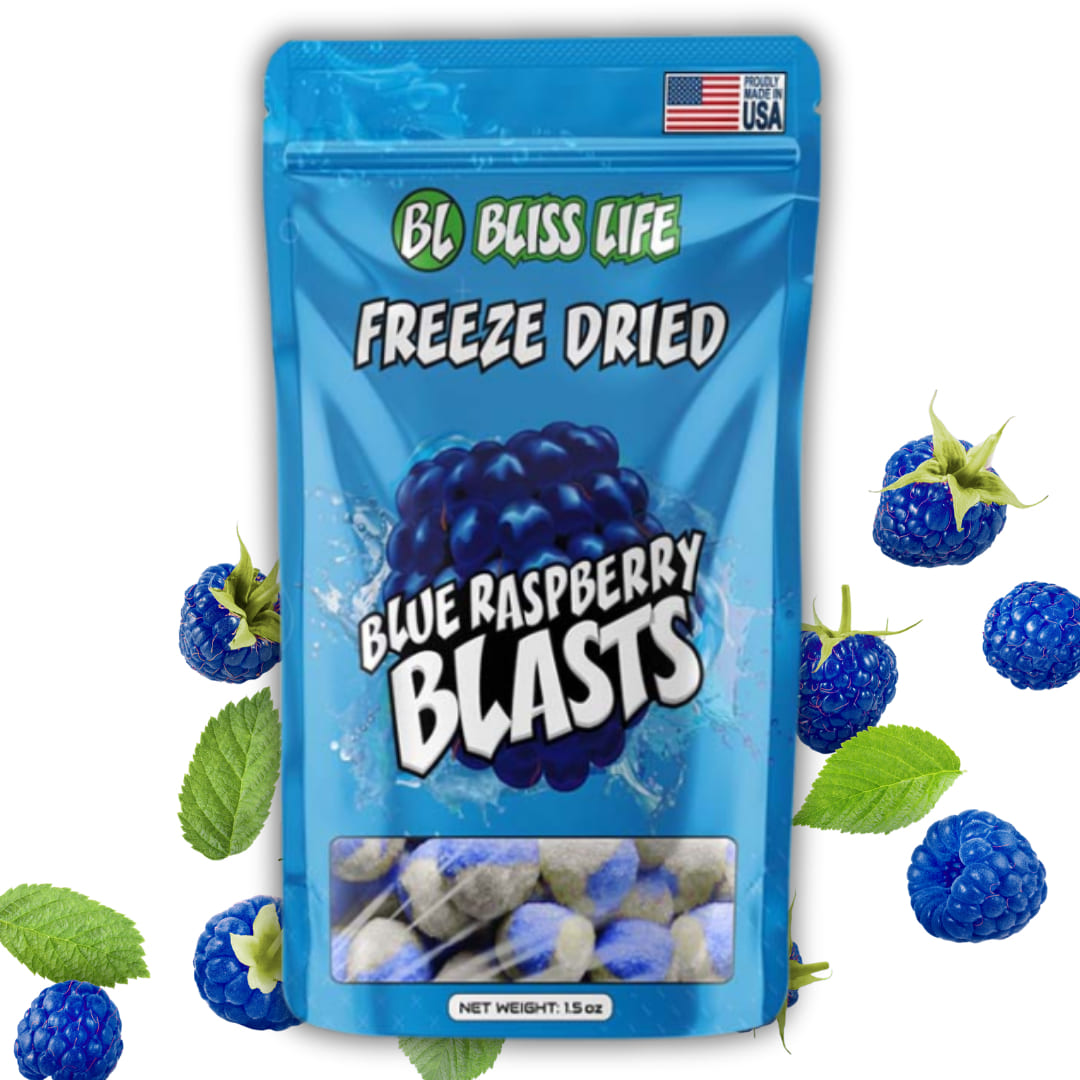 PROUDLY
MADE IN
USA
BL BLISS LIFE
FREEZE DRIED
BLUE RASPBERRY
BLASTS
NET WEIGHT: 1.5 oz